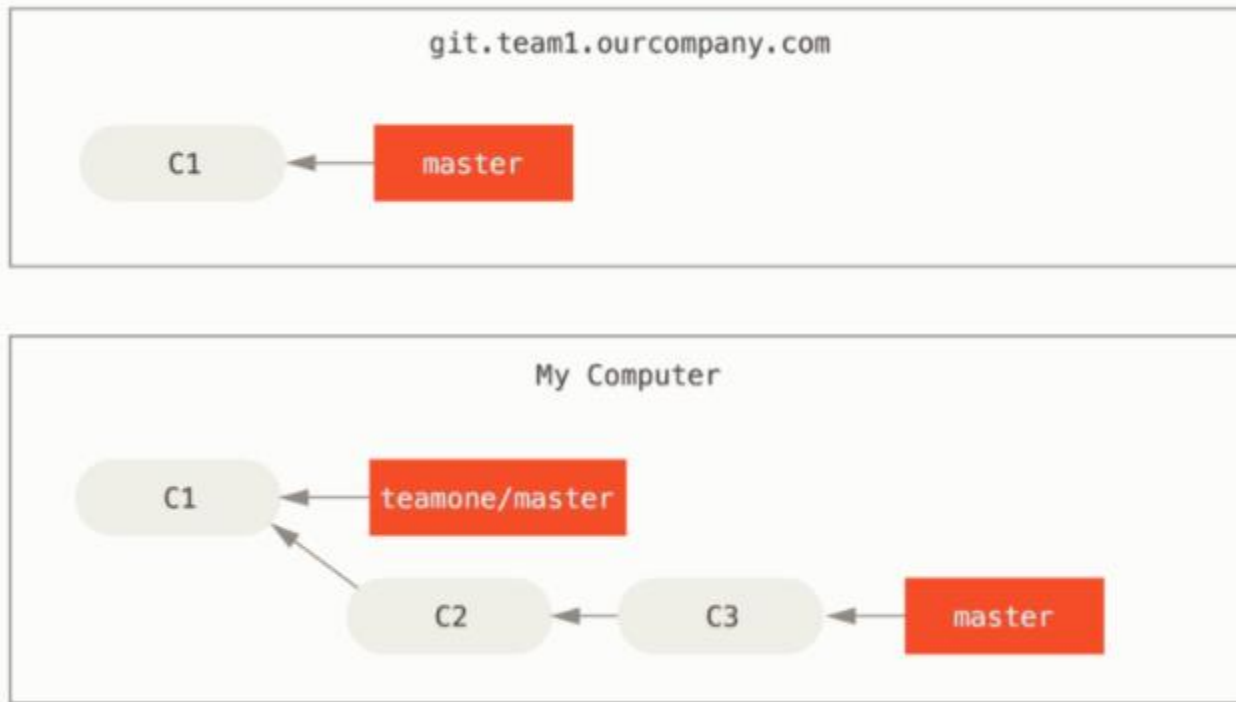 git.team1.ourcompany.com
C1 master
My Computer
C1 teamone/master
C2 C3 master